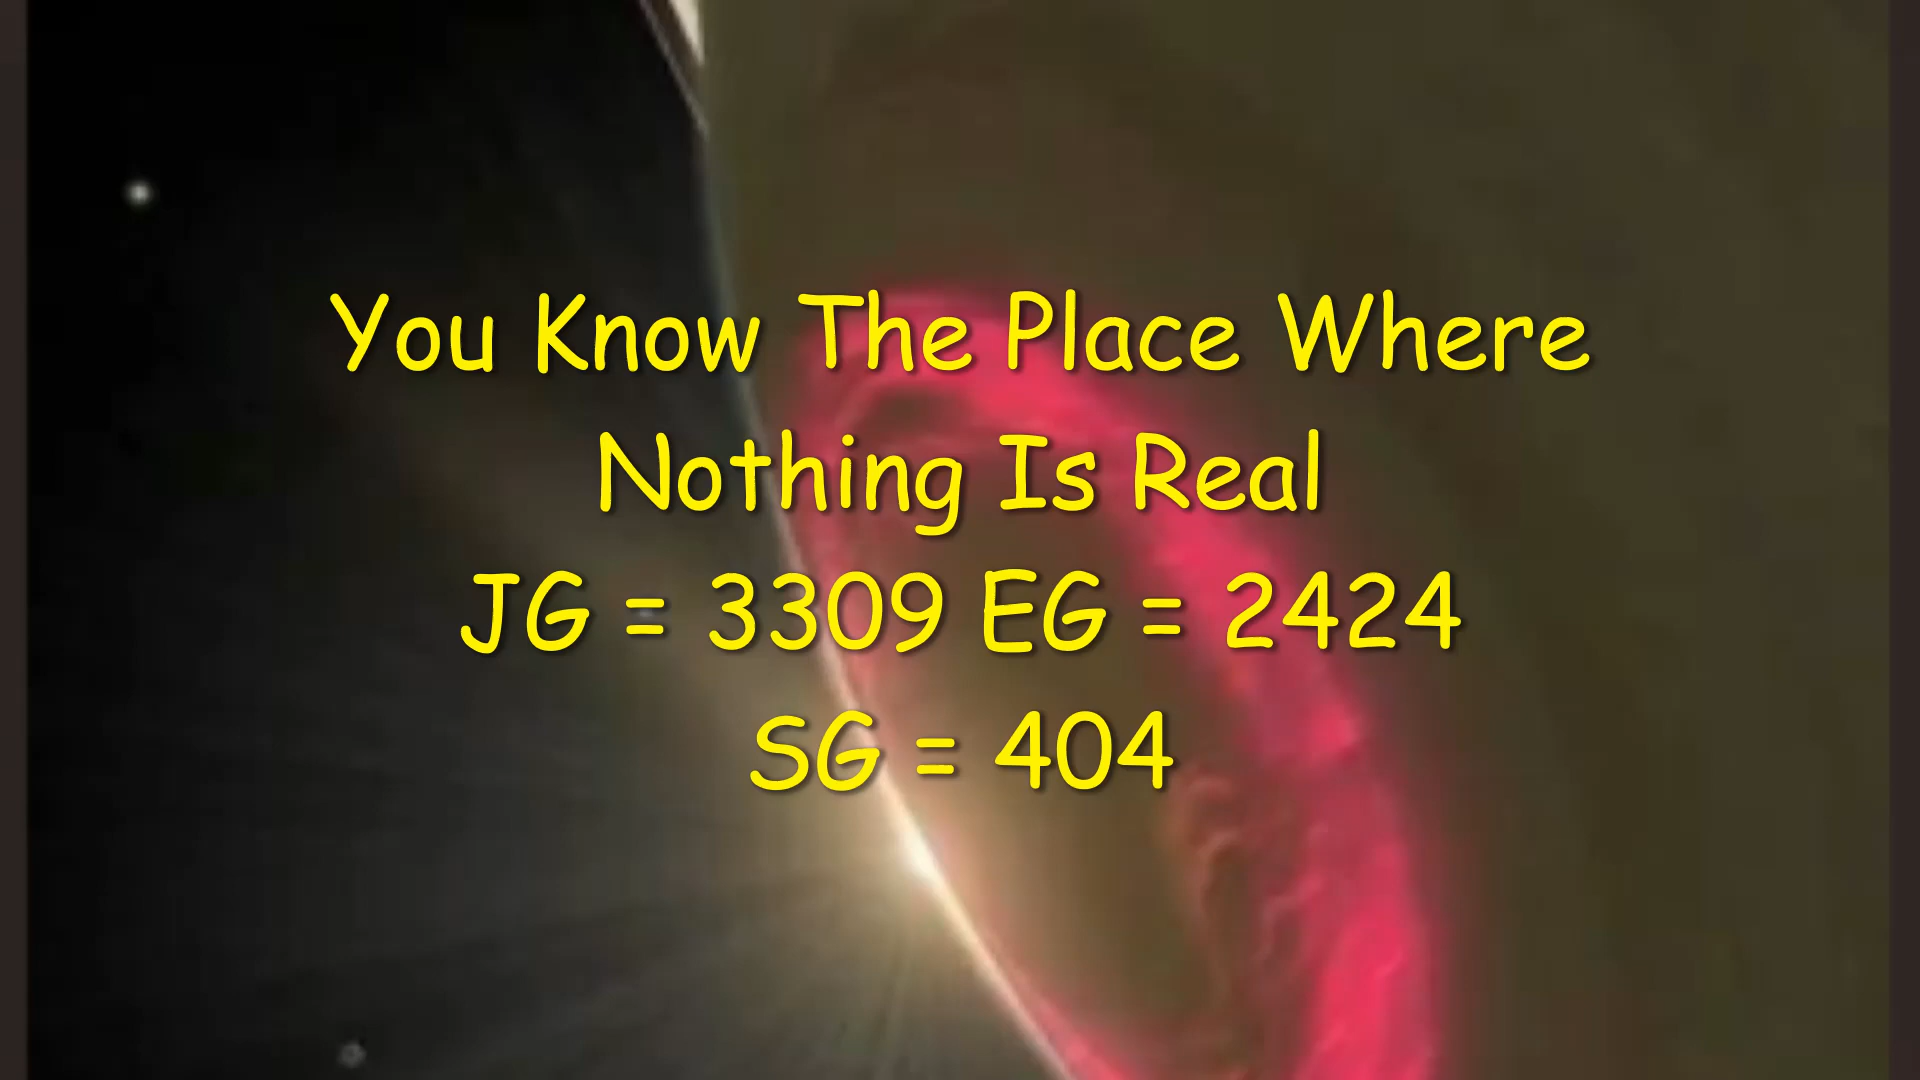 You Know The Place Where
Nothing Is Real
JG = 3309 EG = 2424
SG = 404